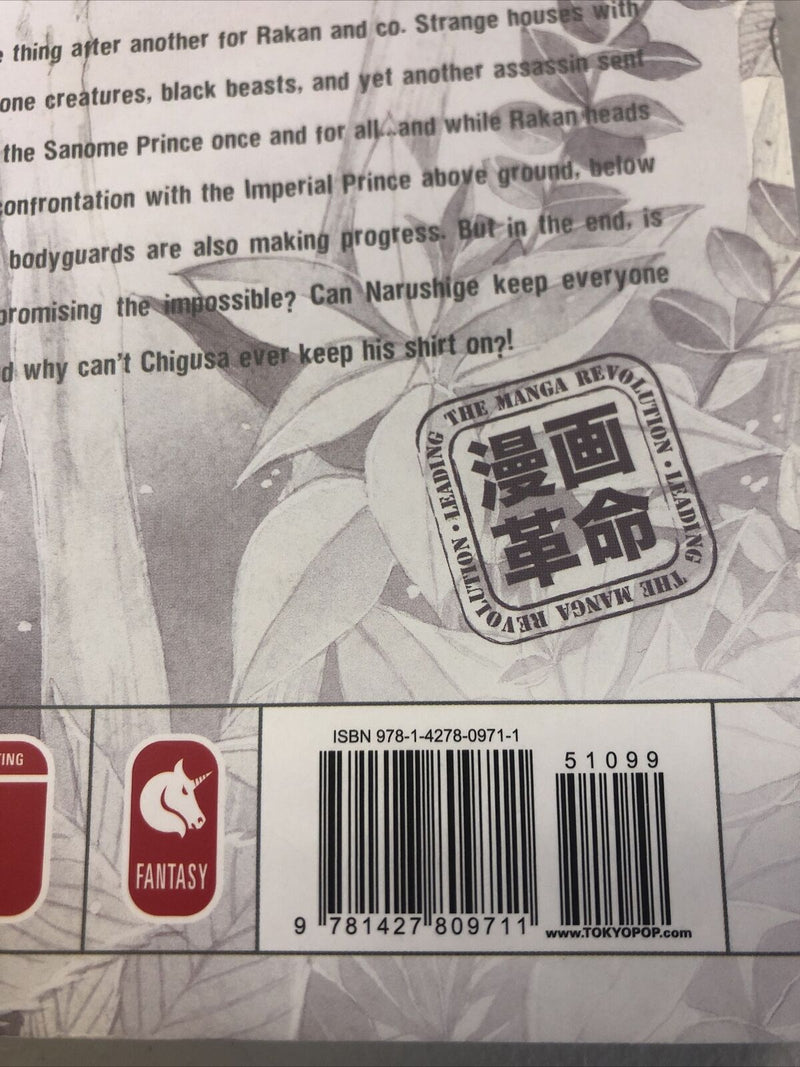 thing after another for Rakan and co. Strange houses with
one creatures, black beasts, and yet another assassin sent
the Sanome Prince once and for all...and while Rakan heads
confrontation with the Imperial Prince above ground, below
bodyguards are also making progress. But in the end, is
promising the impossible? Can Narushige keep everyone
d why can't Chigusa ever keep his shirt on?!
THE MANGA REVOLUTION • LEADING THE MANGA REVOLUTION • LEADING
漫画
革命
TING
FANTASY
ISBN 978-1-4278-0971-1
51099
9 781427 809711
www.TOKYOPOP.com